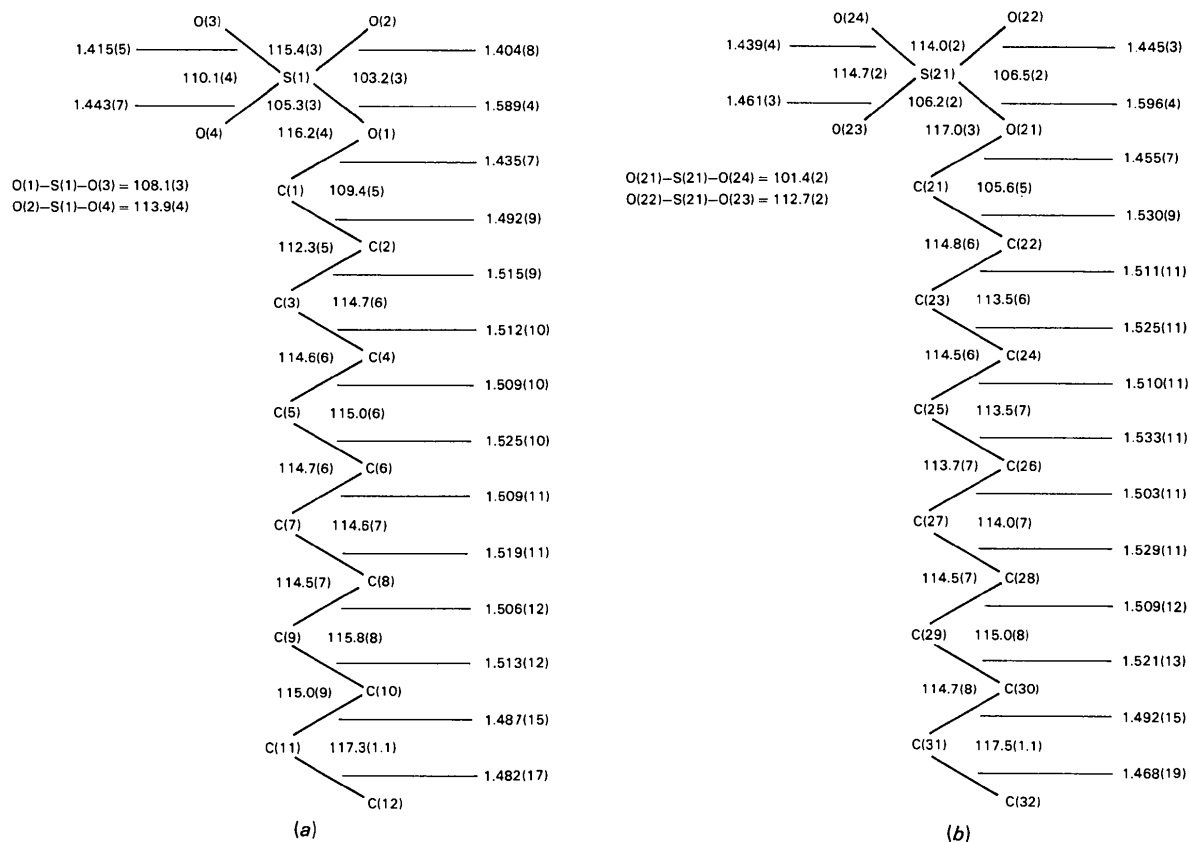 O(3) O(2)
1.415(5) 115.4(3) 1.404(8)
110.1(4) S(1) 103.2(3)
1.443(7) 105.3(3) 1.589(4)
O(4) 116.2(4) O(1)
1.435(7)
O(1)–S(1)–O(3) = 108.1(3)
O(2)–S(1)–O(4) = 113.9(4)
C(1) 109.4(5)
1.492(9)
112.3(5) C(2)
1.515(9)
C(3) 114.7(6)
1.512(10)
114.6(6) C(4)
1.509(10)
C(5) 115.0(6)
1.525(10)
114.7(6) C(6)
1.509(11)
C(7) 114.6(7)
1.519(11)
114.5(7) C(8)
1.506(12)
C(9) 115.8(8)
1.513(12)
115.0(9) C(10)
1.487(15)
C(11) 117.3(1.1)
1.482(17)
C(12)
(a)
O(24) O(22)
1.439(4) 114.0(2) 1.445(3)
114.7(2) S(21) 106.5(2)
1.461(3) 106.2(2) 1.596(4)
O(23) 117.0(3) O(21)
1.455(7)
O(21)–S(21)–O(24) = 101.4(2)
O(22)–S(21)–O(23) = 112.7(2)
C(21) 105.6(5)
1.530(9)
114.8(6) C(22)
1.511(11)
C(23) 113.5(6)
1.525(11)
114.5(6) C(24)
1.510(11)
C(25) 113.5(7)
1.533(11)
113.7(7) C(26)
1.503(11)
C(27) 114.0(7)
1.529(11)
114.5(7) C(28)
1.509(12)
C(29) 115.0(8)
1.521(13)
114.7(8) C(30)
1.492(15)
C(31) 117.5(1.1)
1.468(19)
C(32)
(b)